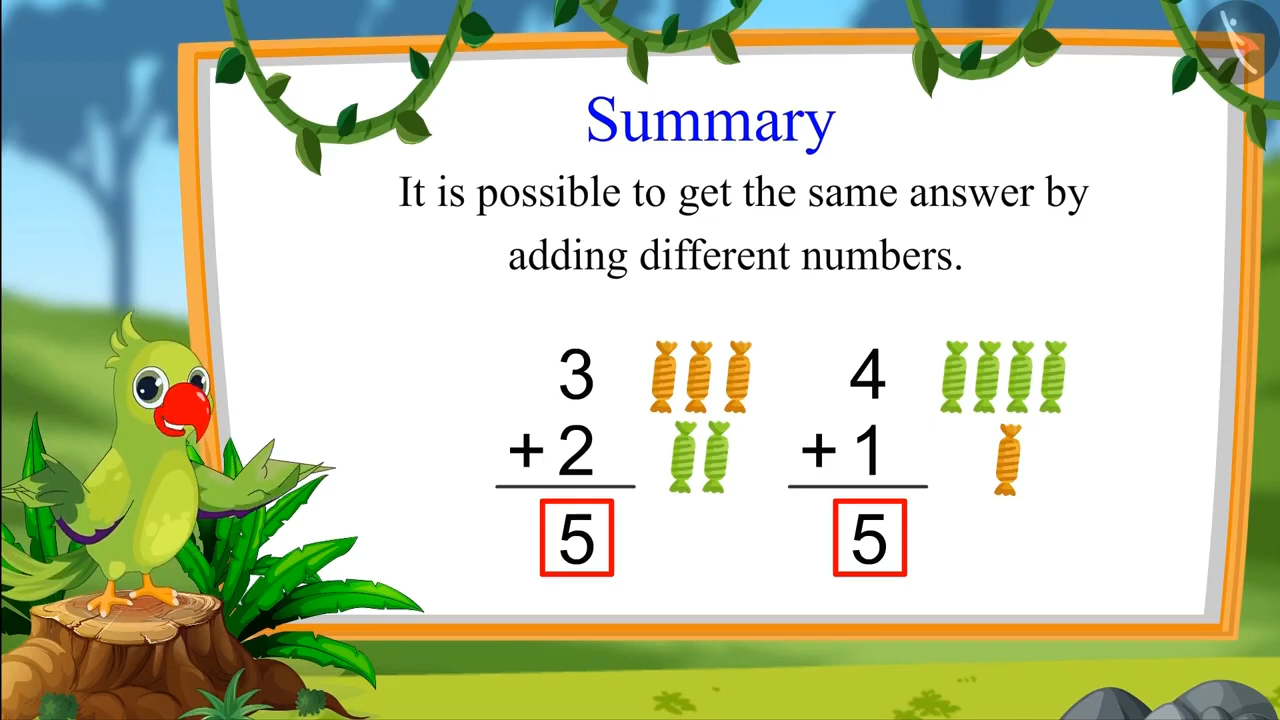 Summary
It is possible to get the same answer by
adding different numbers.
3
+2
5
4
+1
5